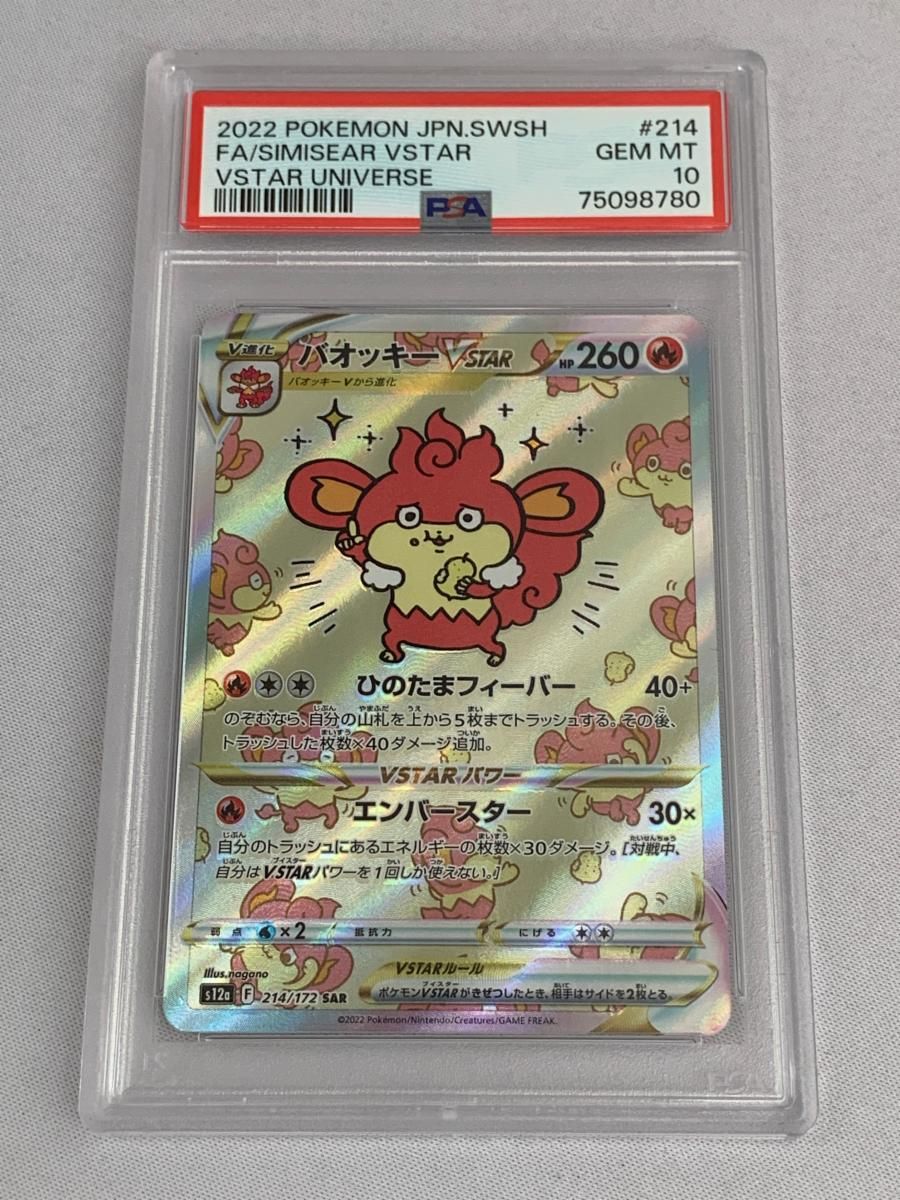 2022 POKEMON JPN.SWSH #214
FA/SIMISEAR VSTAR GEM MT
VSTAR UNIVERSE 10
PSA 75098780
V進化 バオッキー VSTAR HP 260
バオッキーVから進化
ひのたまフィーバー 40+
のぞむなら、自分の山札を上から5枚までトラッシュする。その後、
トラッシュした枚数×40ダメージ追加。
VSTARパワー
エンバースター 30×
自分のトラッシュにあるエネルギーの枚数×30ダメージ。[対戦中、
自分はVSTARパワーを1回しか使えない。]
弱点 ×2 抵抗力 にげる
Illus.nagano
VSTARルール
ポケモンVSTARがきぜつしたとき、相手はサイドを2枚とる。
s12a F 214/172 SAR
©2022 Pokémon/Nintendo/Creatures/GAME FREAK.